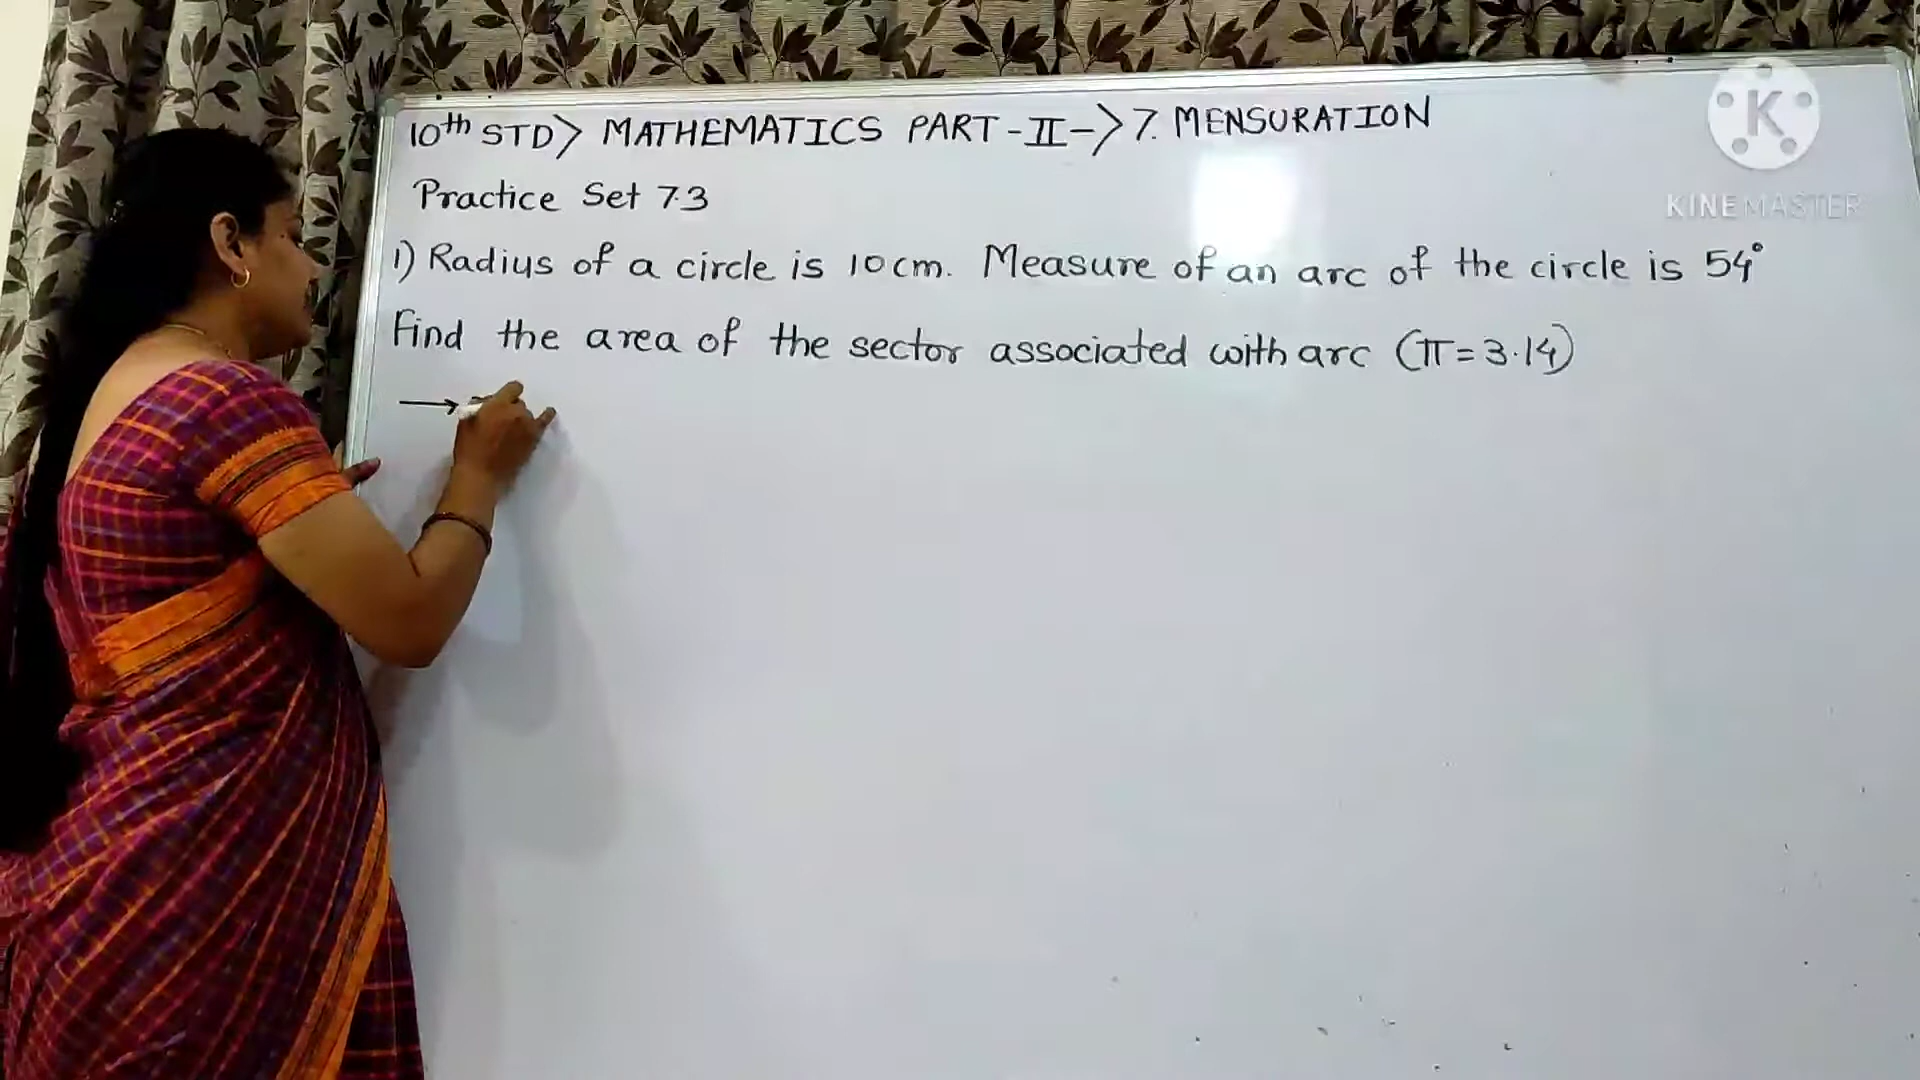 10th STD> MATHEMATICS PART-II-> 7. MENSURATION
Practice Set 7.3
1) Radius of a circle is 10cm. Measure of an arc of the circle is 54°
Find the area of the sector associated with arc (π=3.14)
→
K
KINEMASTER